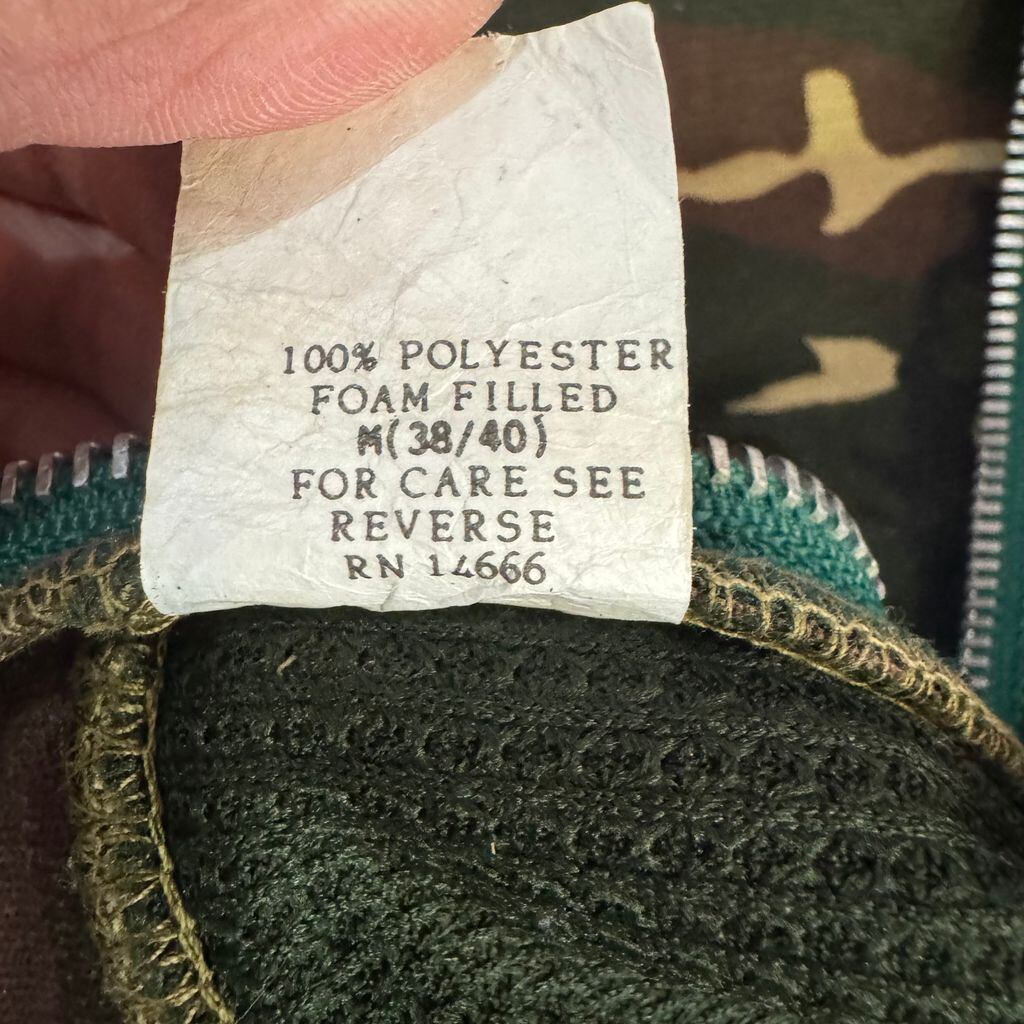 100% POLYESTER
FOAM FILLED
M(38/40)
FOR CARE SEE
REVERSE
RN 14666